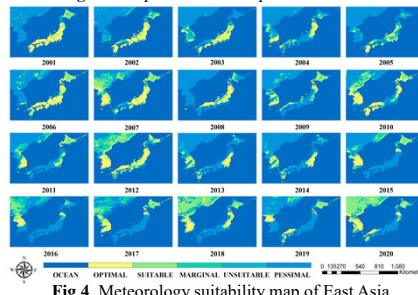 2001 2002 2003 2004 2005
2006 2007 2008 2009 2010
2011 2012 2013 2014 2015
2016 2017 2018 2019 2020
OCEAN OPTIMAL SUITABLE MARGINAL UNSUITABLE PESSIMAL
N
W E
S
0 135270 540 810 1,080
Kilomet
Fig 4. Meteorology suitability map of East Asia